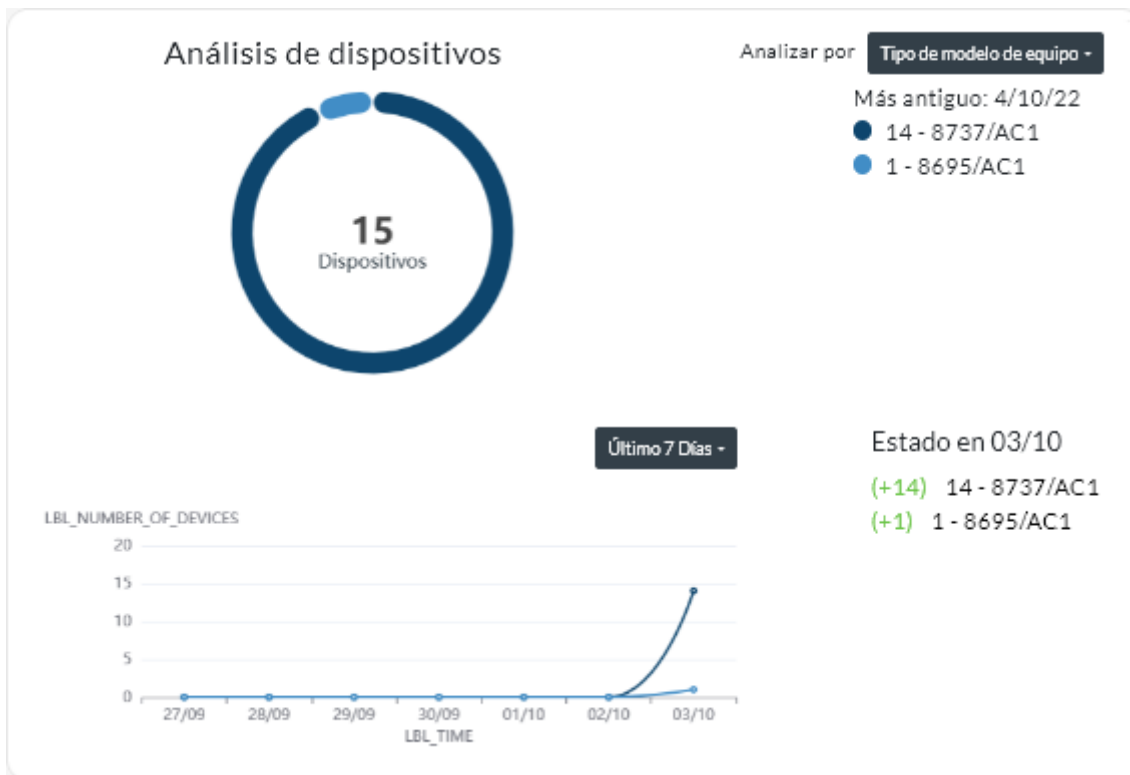 Análisis de dispositivos
Analizar por Tipo de modelo de equipo
Más antiguo: 4/10/22
14 - 8737/AC1
1 - 8695/AC1
15
Dispositivos
Último 7 Días
Estado en 03/10
(+14) 14 - 8737/AC1
(+1) 1 - 8695/AC1
LBL_NUMBER_OF_DEVICES
20
15
10
5
0
27/09 28/09 29/09 30/09 01/10 02/10 03/10
LBL_TIME